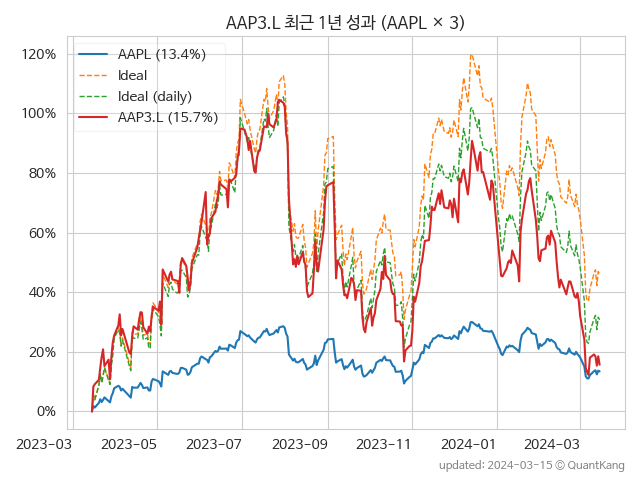 AAP3.L 최근 1년 성과 (AAPL × 3)
AAPL (13.4%)
Ideal
Ideal (daily)
AAP3.L (15.7%)
120%
100%
80%
60%
40%
20%
0%
2023-03 2023-05 2023-07 2023-09 2023-11 2024-01 2024-03
updated: 2024-03-15 © QuantKang